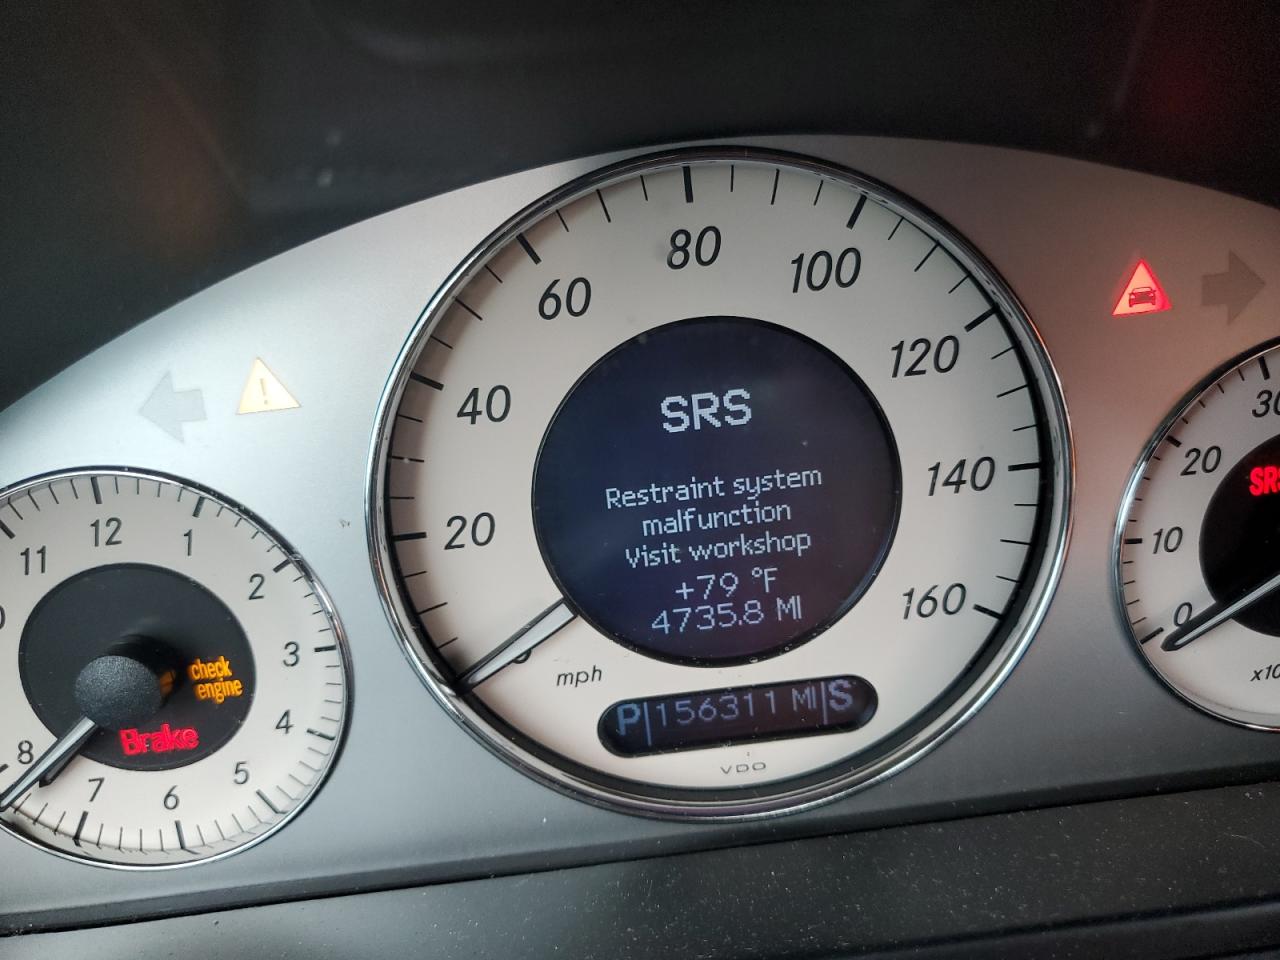 80
60
100
40
120
20
140
160
mph
SRS
Restraint system
malfunction
Visit workshop
+79 °F
4735.8 MI
P 156311 MI S
VDO
11
12
1
2
3
4
5
6
7
8
check
engine
Brake
!
20
10
0